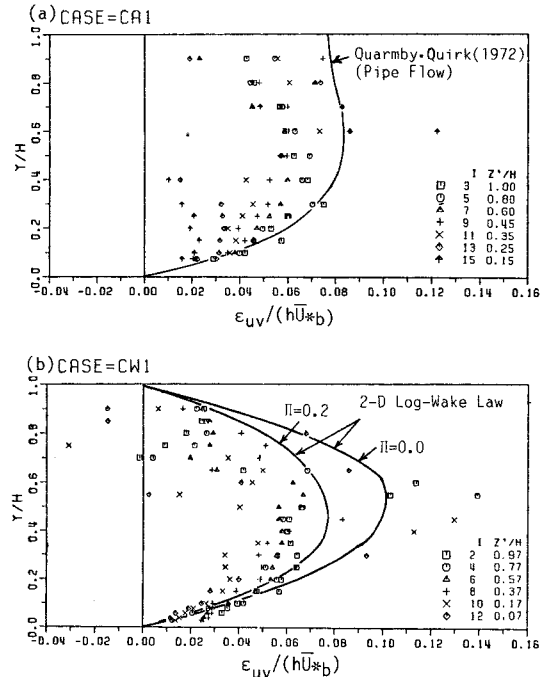 (a) CASE=CA1
Quarmby·Quirk(1972)
(Pipe Flow)
Y/H
1.0
0.8
0.6
0.4
0.2
0.0
I Z'/H
3 1.00
5 0.80
7 0.60
9 0.45
11 0.35
13 0.25
15 0.15
-0.04 -0.02 0.00 0.02 0.04 0.06 0.08 0.10 0.12 0.14 0.16
εuv/(hU̅*b)
(b) CASE=CW1
2-D Log-Wake Law
Π=0.2
Π=0.0
Y/H
1.0
0.8
0.6
0.4
0.2
0.0
I Z'/H
2 0.97
4 0.77
6 0.57
8 0.37
10 0.17
12 0.07
-0.04 -0.02 0.00 0.02 0.04 0.06 0.08 0.10 0.12 0.14 0.16
εuv/(hU̅*b)